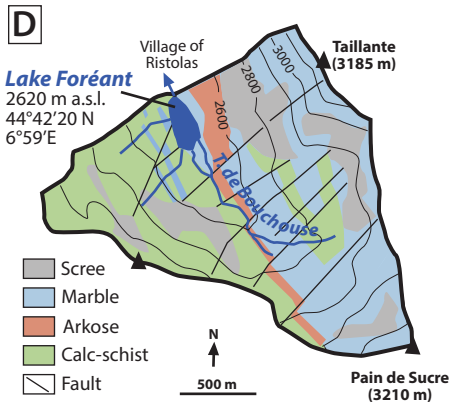 D
Village of
Ristolas
Lake Foréant
2620 m a.s.l.
44°42'20 N
6°59'E
Taillante
(3185 m)
3000
2800
2600
T. de Bouchouse
Scree
Marble
Arkose
Calc-schist
Fault
N
500 m
Pain de Sucre
(3210 m)